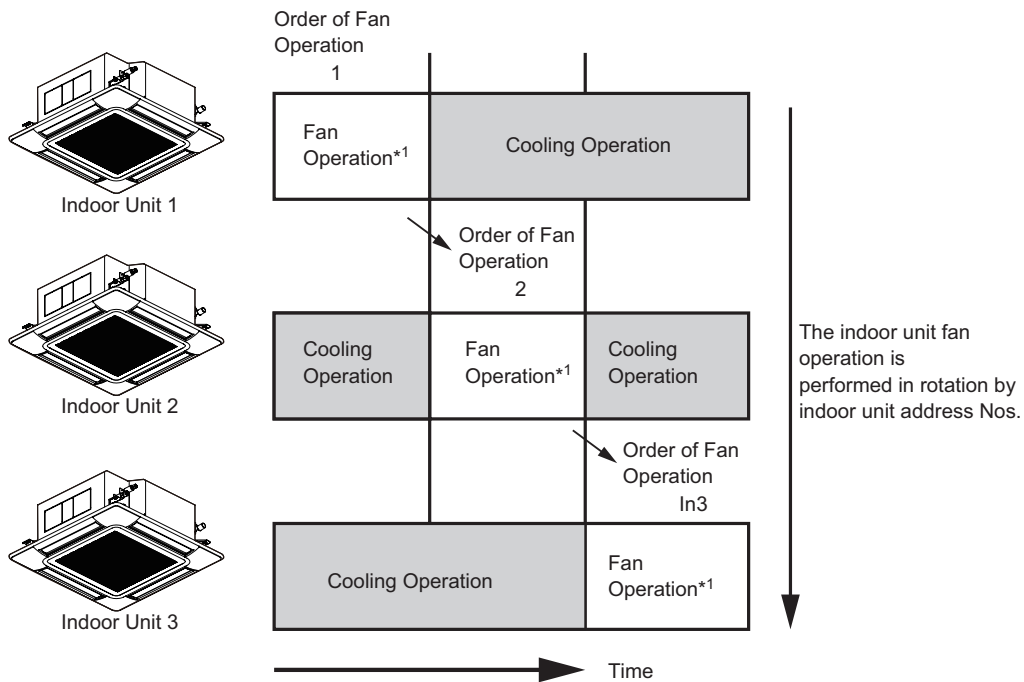 Order of Fan
Operation
1
Fan
Operation*1
Cooling Operation
Indoor Unit 1
Order of Fan
Operation
2
Cooling
Operation
Fan
Operation*1
Cooling
Operation
Indoor Unit 2
The indoor unit fan
operation is
performed in rotation by
indoor unit address Nos.
Order of Fan
Operation
In3
Cooling Operation
Fan
Operation*1
Indoor Unit 3
Time